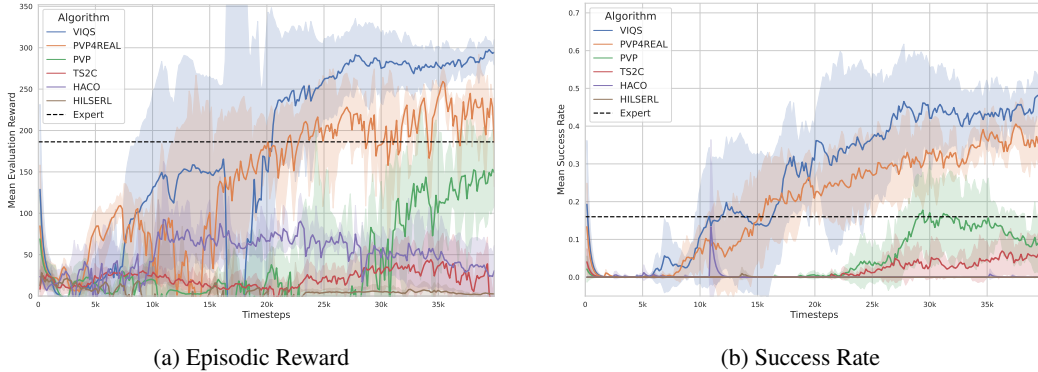 Algorithm
VIQS
PVP4REAL
PVP
TS2C
HACO
HILSERL
Expert
Mean Evaluation Reward
350
300
250
200
150
100
50
0
0 5k 10k 15k 20k 25k 30k 35k
Timesteps
(a) Episodic Reward
Algorithm
VIQS
PVP4REAL
PVP
TS2C
HACO
HILSERL
Expert
Mean Success Rate
0.7
0.6
0.5
0.4
0.3
0.2
0.1
0.0
0 5k 10k 15k 20k 25k 30k 35k
Timesteps
(b) Success Rate